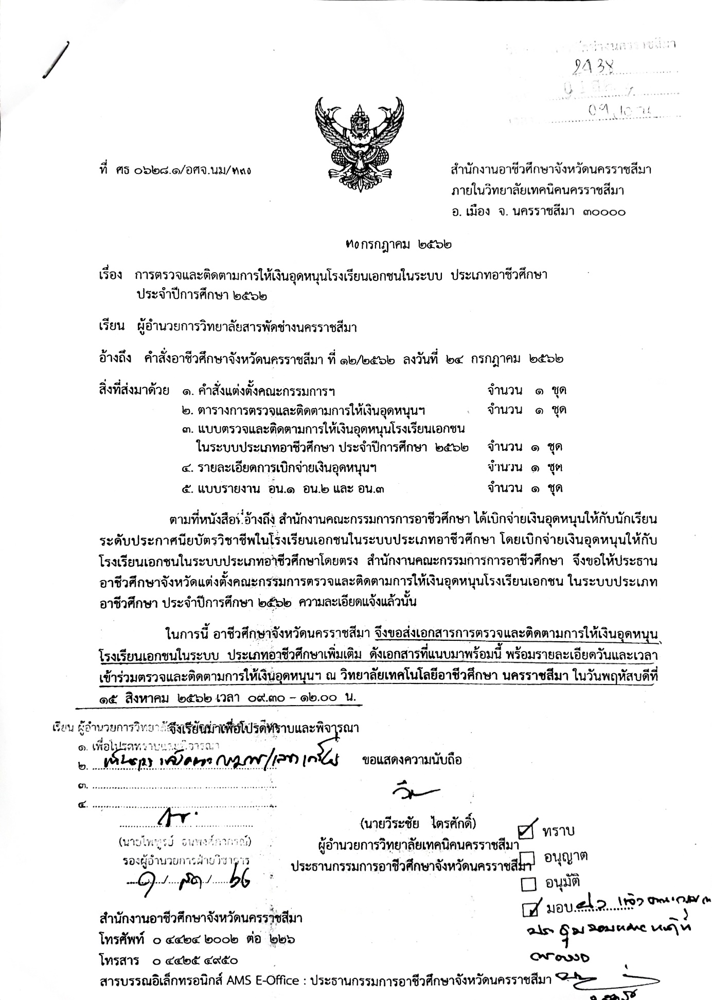 ช่างนครราชสีมา
2438
ที่ ศธ ๐๖๒๘.๑/อศจ.นม/๓๓๐
สำนักงานอาชีวศึกษาจังหวัดนครราชสีมา
ภายในวิทยาลัยเทคนิคนครราชสีมา
อ. เมือง จ. นครราชสีมา ๓๐๐๐๐
๓๐ กรกฎาคม ๒๕๖๒
เรื่อง การตรวจและติดตามการให้เงินอุดหนุนโรงเรียนเอกชนในระบบ ประเภทอาชีวศึกษา
ประจำปีการศึกษา ๒๕๖๒
เรียน ผู้อำนวยการวิทยาลัยสารพัดช่างนครราชสีมา
อ้างถึง คำสั่งอาชีวศึกษาจังหวัดนครราชสีมา ที่ ๑๒/๒๕๖๒ ลงวันที่ ๒๔ กรกฎาคม ๒๕๖๒
สิ่งที่ส่งมาด้วย ๑. คำสั่งแต่งตั้งคณะกรรมการฯ จำนวน ๑ ชุด
๒. ตารางการตรวจและติดตามการให้เงินอุดหนุนฯ จำนวน ๑ ชุด
๓. แบบตรวจและติดตามการให้เงินอุดหนุนโรงเรียนเอกชน
ในระบบประเภทอาชีวศึกษา ประจำปีการศึกษา ๒๕๖๒ จำนวน ๑ ชุด
๔. รายละเอียดการเบิกจ่ายเงินอุดหนุนฯ จำนวน ๑ ชุด
๕. แบบรายงาน อน.๑ อน.๒ และ อน.๓ จำนวน ๑ ชุด
ตามที่หนังสือที่อ้างถึง สำนักงานคณะกรรมการการอาชีวศึกษา ได้เบิกจ่ายเงินอุดหนุนให้กับนักเรียน
ระดับประกาศนียบัตรวิชาชีพในโรงเรียนเอกชนในระบบประเภทอาชีวศึกษา โดยเบิกจ่ายเงินอุดหนุนให้กับ
โรงเรียนเอกชนในระบบประเภทอาชีวศึกษาโดยตรง สำนักงานคณะกรรมการการอาชีวศึกษา จึงขอให้ประธาน
อาชีวศึกษาจังหวัดแต่งตั้งคณะกรรมการตรวจและติดตามการให้เงินอุดหนุนโรงเรียนเอกชน ในระบบประเภท
อาชีวศึกษา ประจำปีการศึกษา ๒๕๖๒ ความละเอียดแจ้งแล้วนั้น
ในการนี้ อาชีวศึกษาจังหวัดนครราชสีมา จึงขอส่งเอกสารการตรวจและติดตามการให้เงินอุดหนุน
โรงเรียนเอกชนในระบบ ประเภทอาชีวศึกษาเพิ่มเติม ดังเอกสารที่แนบมาพร้อมนี้ พร้อมรายละเอียดวันและเวลา
เข้าร่วมตรวจและติดตามการให้เงินอุดหนุนฯ ณ วิทยาลัยเทคโนโลยีอาชีวศึกษา นครราชสีมา ในวันพฤหัสบดีที่
๑๕ สิงหาคม ๒๕๖๒ เวลา ๐๙.๓๐ – ๑๒.๐๐ น.
จึงเรียนมาเพื่อโปรดทราบและพิจารณา
เรียน ผู้อำนวยการวิทยาลัย
๑. เพื่อโปรดทราบและพิจารณา
๒.
๓.
๔.
ขอแสดงความนับถือ
(นายวีระชัย ไตรศักดิ์)
ผู้อำนวยการวิทยาลัยเทคนิคนครราชสีมา
ประธานกรรมการอาชีวศึกษาจังหวัดนครราชสีมา
(นายไพฑูรย์ ธนพงศ์ภากรณ์)
รองผู้อำนวยการฝ่ายวิชาการ
๑ / สค / ๖๒
ทราบ
อนุญาต
อนุมัติ
มอบ
สำนักงานอาชีวศึกษาจังหวัดนครราชสีมา
โทรศัพท์ ๐ ๔๔๒๔ ๒๐๐๒ ต่อ ๒๒๖
โทรสาร ๐ ๔๔๒๕ ๔๙๕๐
สารบรรณอิเล็กทรอนิกส์ AMS E-Office : ประธานกรรมการอาชีวศึกษาจังหวัดนครราชสีมา